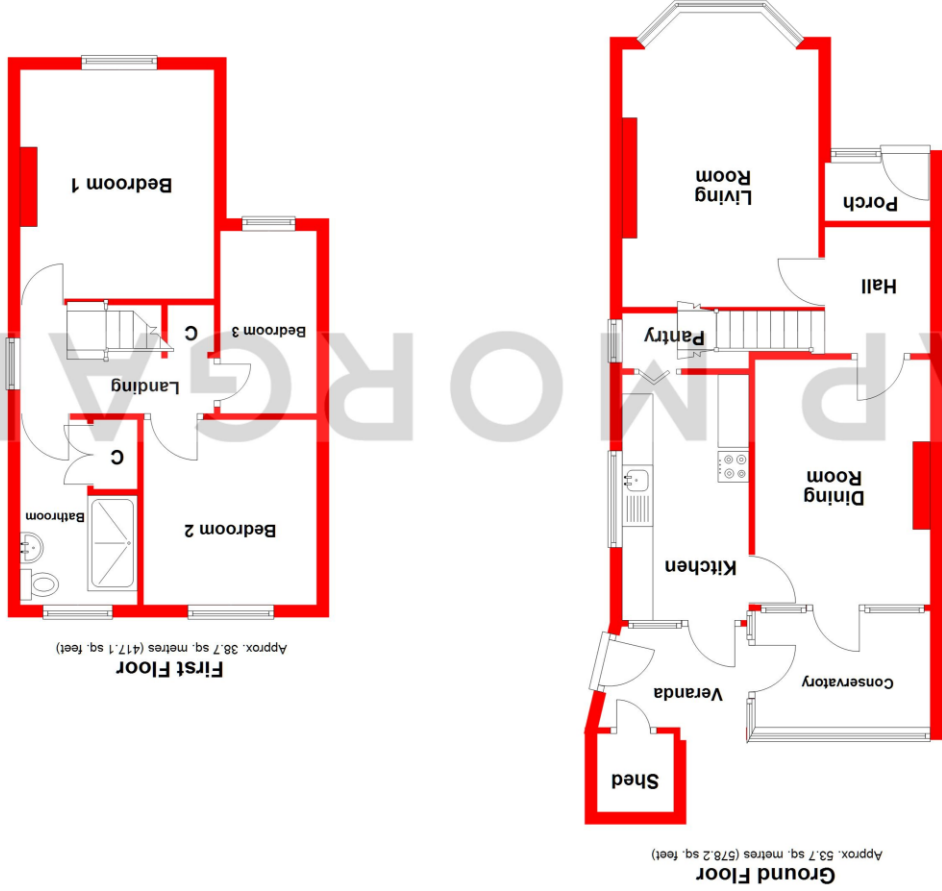 Ground Floor
Approx. 53.7 sq. metres (578.2 sq. feet)
Shed
Veranda
Conservatory
Kitchen
Dining
Room
Pantry
Hall
Porch
Living
Room
First Floor
Approx. 38.7 sq. metres (417.1 sq. feet)
Bedroom 2
Bathroom
C
Landing
C
Bedroom 3
Bedroom 1
AP MORGA